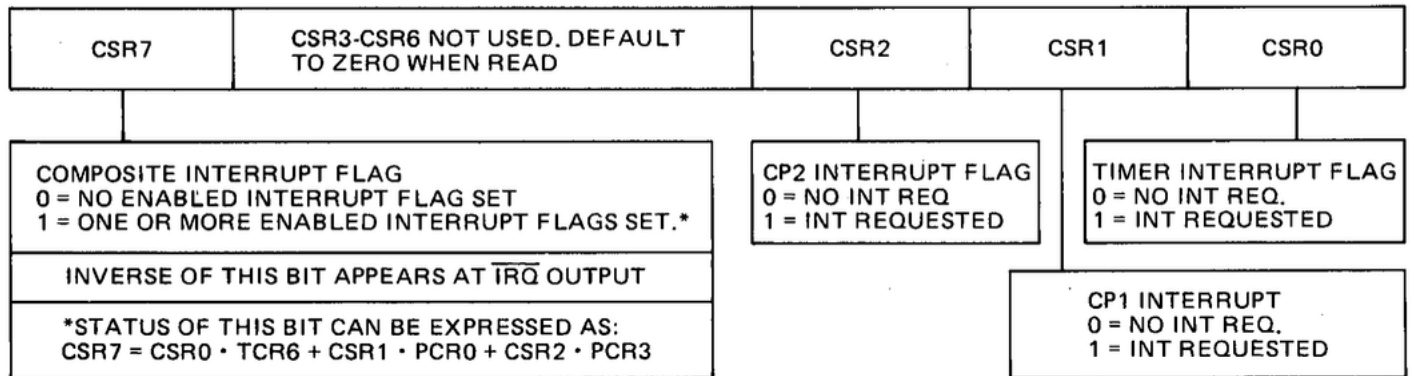 CSR7
CSR3-CSR6 NOT USED. DEFAULT
TO ZERO WHEN READ
CSR2
CSR1
CSR0
COMPOSITE INTERRUPT FLAG
0 = NO ENABLED INTERRUPT FLAG SET
1 = ONE OR MORE ENABLED INTERRUPT FLAGS SET.*
INVERSE OF THIS BIT APPEARS AT I̅R̅Q̅ OUTPUT
*STATUS OF THIS BIT CAN BE EXPRESSED AS:
CSR7 = CSR0 · TCR6 + CSR1 · PCR0 + CSR2 · PCR3
CP2 INTERRUPT FLAG
0 = NO INT REQ
1 = INT REQUESTED
TIMER INTERRUPT FLAG
0 = NO INT REQ.
1 = INT REQUESTED
CP1 INTERRUPT
0 = NO INT REQ.
1 = INT REQUESTED